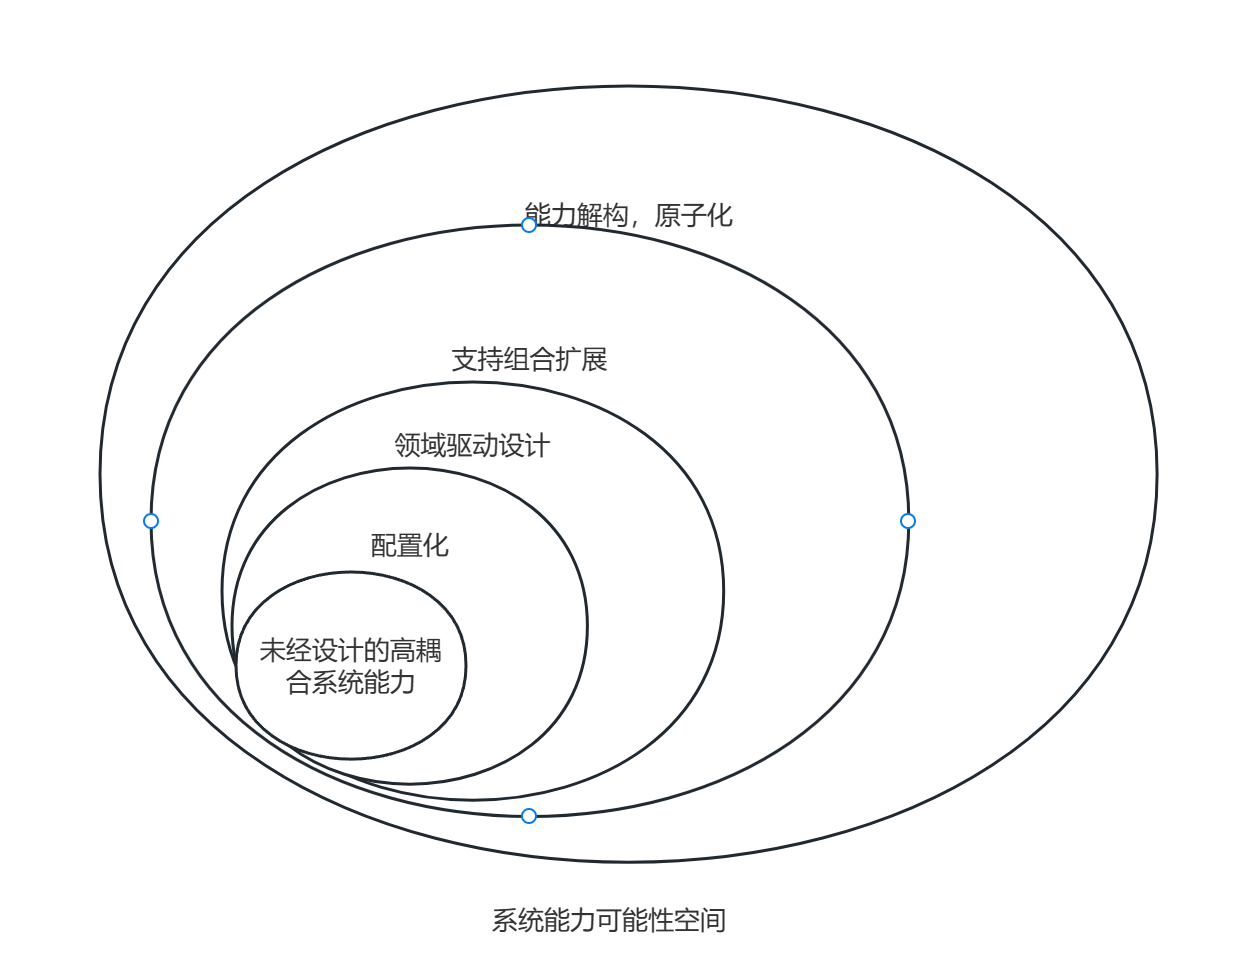 能力解构，原子化
支持组合扩展
领域驱动设计
配置化
未经设计的高耦
合系统能力
系统能力可能性空间